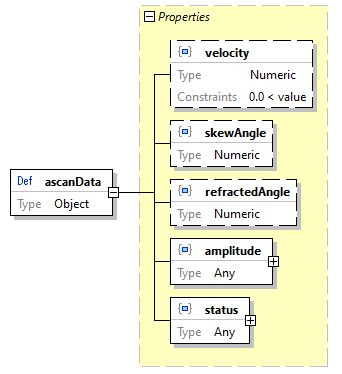 Properties
velocity
Type Numeric
Constraints 0.0 < value
skewAngle
Type Numeric
refractedAngle
Type Numeric
Def ascanData
Type Object
amplitude
Type Any
status
Type Any